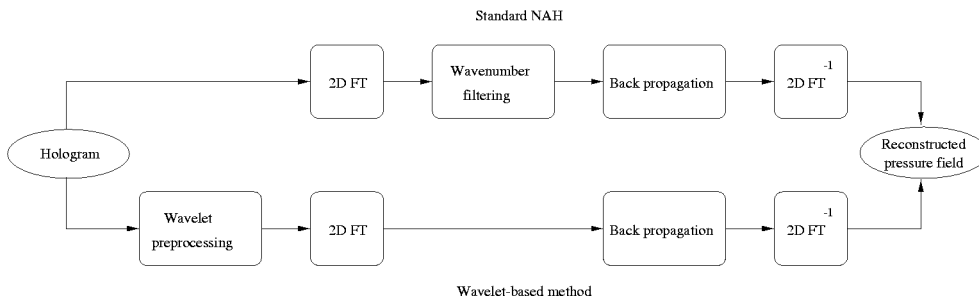 Standard NAH
2D FT
Wavenumber
filtering
Back propagation
2D FT
-1
Hologram
Reconstructed
pressure field
Wavelet
preprocessing
2D FT
Back propagation
2D FT
-1
Wavelet-based method